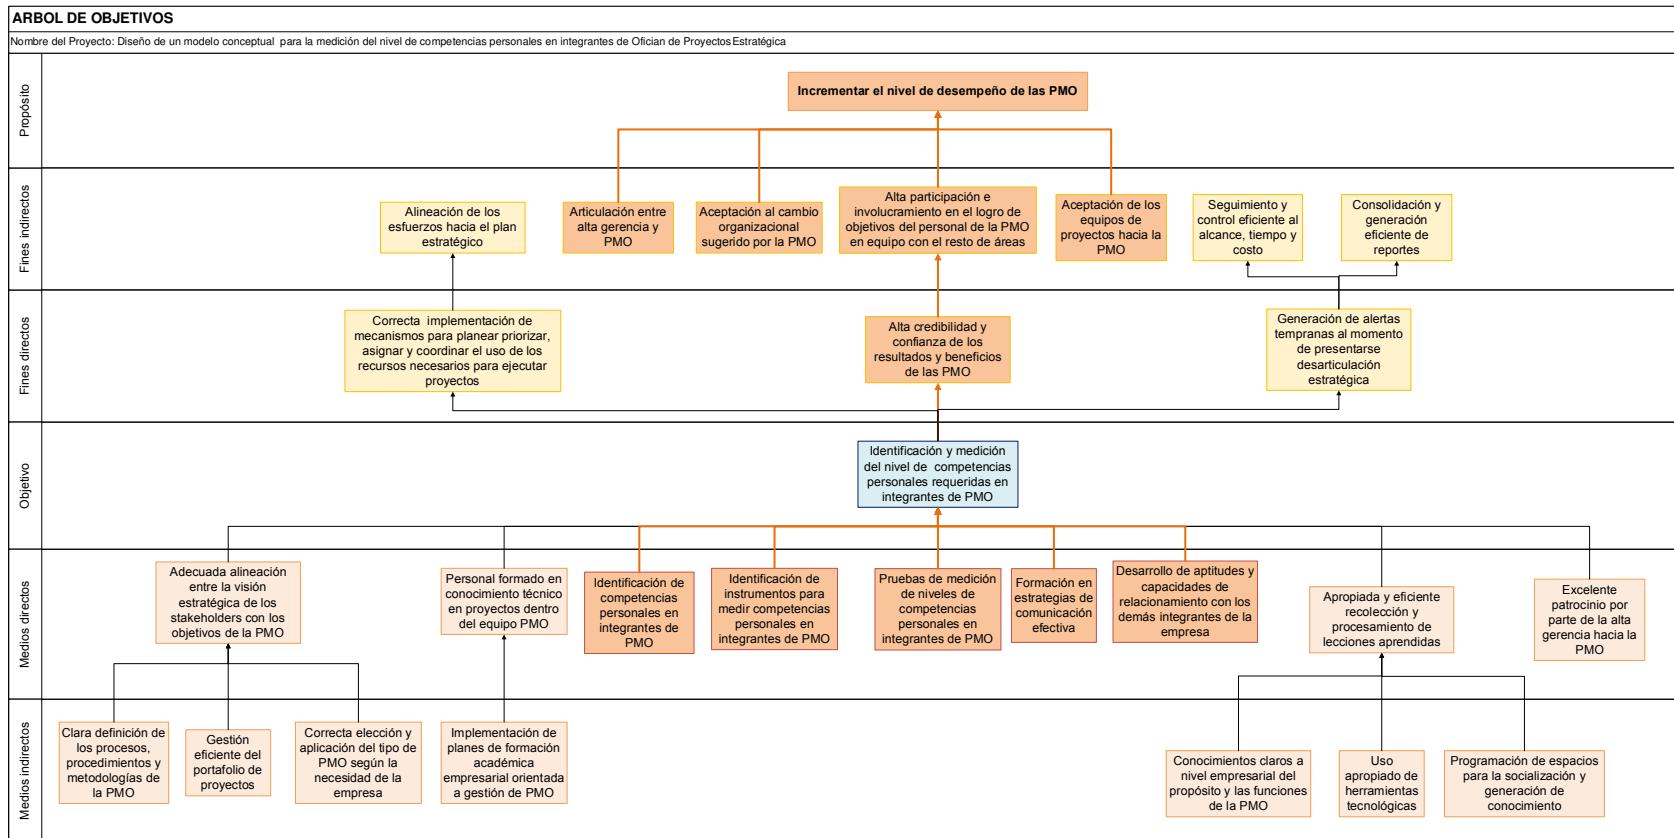 ARBOL DE OBJETIVOS
Nombre del Proyecto: Diseño de un modelo conceptual para la medición del nivel de competencias personales en integrantes de Ofician de Proyectos Estratégica
Propósito
Incrementar el nivel de desempeño de las PMO
Fines indirectos
Alineación de los
esfuerzos hacia el plan
estratégico
Articulación entre
alta gerencia y
PMO
Aceptación al cambio
organizacional
sugerido por la PMO
Alta participación e
involucramiento en el logro de
objetivos del personal de la PMO
en equipo con el resto de áreas
Aceptación de los
equipos de
proyectos hacia la
PMO
Seguimiento y
control eficiente al
alcance, tiempo y
costo
Consolidación y
generación
eficiente de
reportes
Fines directos
Correcta implementación de
mecanismos para planear priorizar,
asignar y coordinar el uso de los
recursos necesarios para ejecutar
proyectos
Alta credibilidad y
confianza de los
resultados y beneficios
de las PMO
Generación de alertas
tempranas al momento
de presentarse
desarticulación
estratégica
Objetivo
Identificación y medición
del nivel de competencias
personales requeridas en
integrantes de PMO
Medios directos
Adecuada alineación
entre la visión
estratégica de los
stakeholders con los
objetivos de la PMO
Personal formado en
conocimiento técnico
en proyectos dentro
del equipo PMO
Identificación de
competencias
personales en
integrantes de
PMO
Identificación de
instrumentos para
medir competencias
personales en
integrantes de PMO
Pruebas de medición
de niveles de
competencias
personales en
integrantes de PMO
Formación en
estrategias de
comunicación
efectiva
Desarrollo de aptitudes y
capacidades de
relacionamiento con los
demás integrantes de la
empresa
Apropiada y eficiente
recolección y
procesamiento de
lecciones aprendidas
Excelente
patrocinio por
parte de la alta
gerencia hacia la
PMO
Medios indirectos
Clara definición de
los procesos,
procedimientos y
metodologías de
la PMO
Gestión
eficiente del
portafolio de
proyectos
Correcta elección y
aplicación del tipo de
PMO según la
necesidad de la
empresa
Implementación de
planes de formación
académica
empresarial orientada
a gestión de PMO
Conocimientos claros a
nivel empresarial del
propósito y las funciones
de la PMO
Uso
apropiado de
herramientas
tecnológicas
Programación de espacios
para la socialización y
generación de
conocimiento